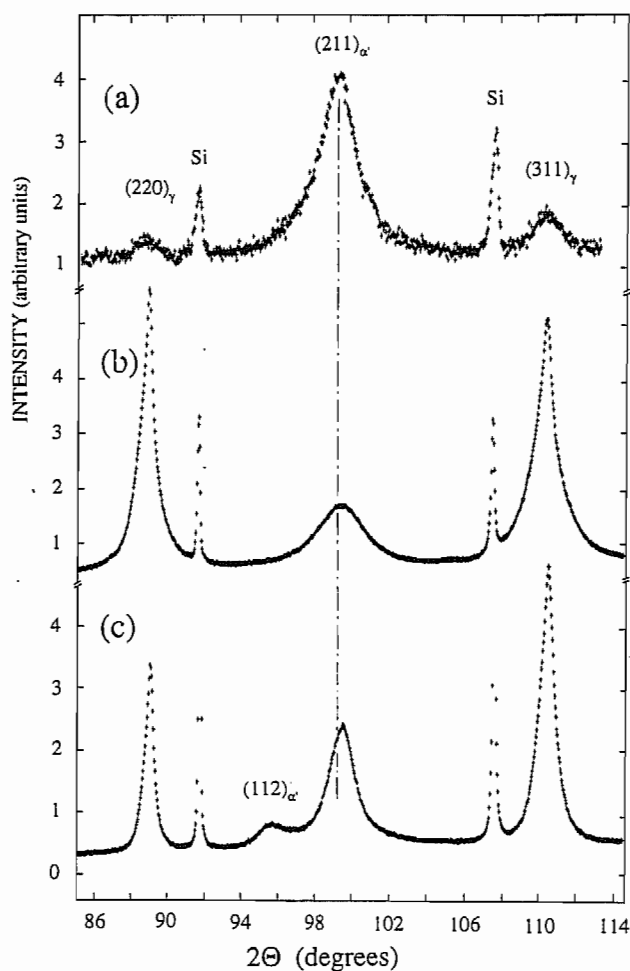 (211)α'
4
(a)
Si
Si
3
(220)γ
(311)γ
2
1
INTENSITY (arbitrary units)
(b)
4
3
2
1
(c)
4
3
2
(112)α'
1
0
86 90 94 98 102 106 110 114
2Θ (degrees)